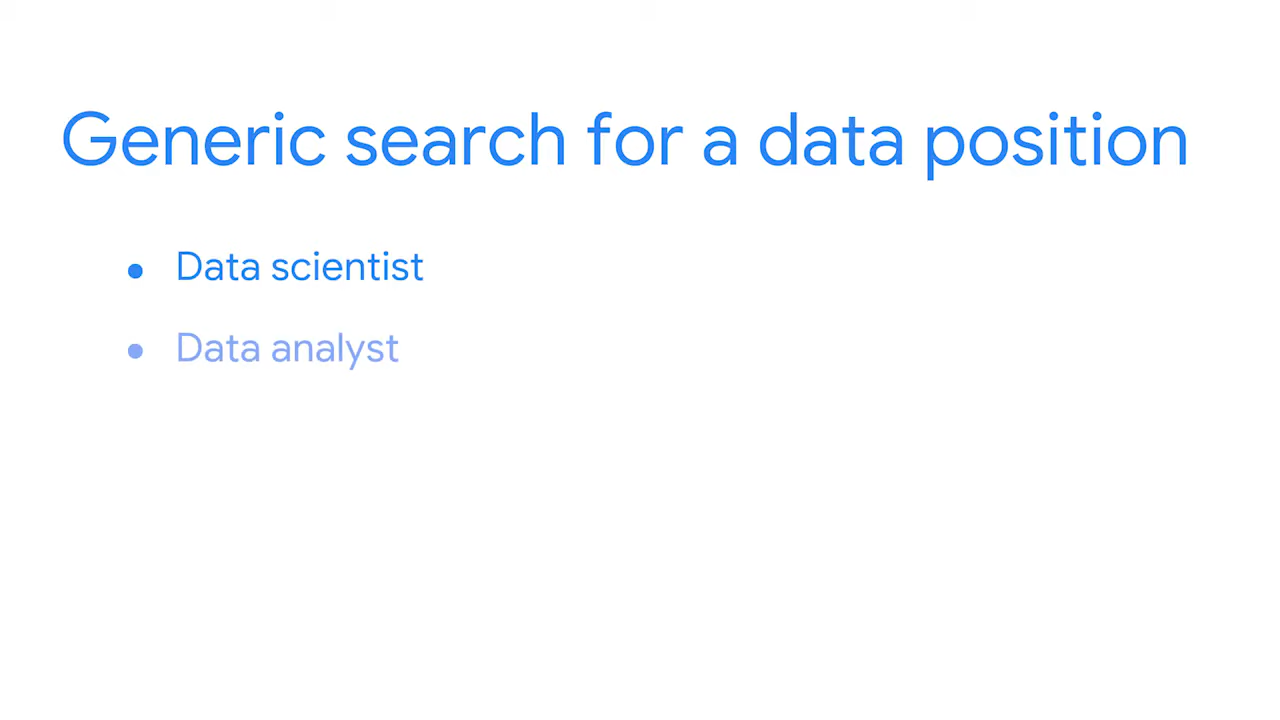 Generic search for a data position
• Data scientist
• Data analyst